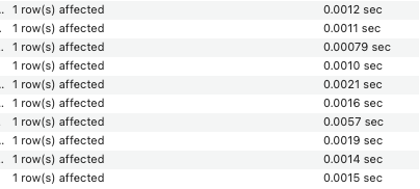 .. 1 row(s) affected 0.0012 sec
. 1 row(s) affected 0.0011 sec
.. 1 row(s) affected 0.00079 sec
1 row(s) affected 0.0010 sec
.. 1 row(s) affected 0.0021 sec
.. 1 row(s) affected 0.0016 sec
. 1 row(s) affected 0.0057 sec
.. 1 row(s) affected 0.0019 sec
.. 1 row(s) affected 0.0014 sec
1 row(s) affected 0.0015 sec